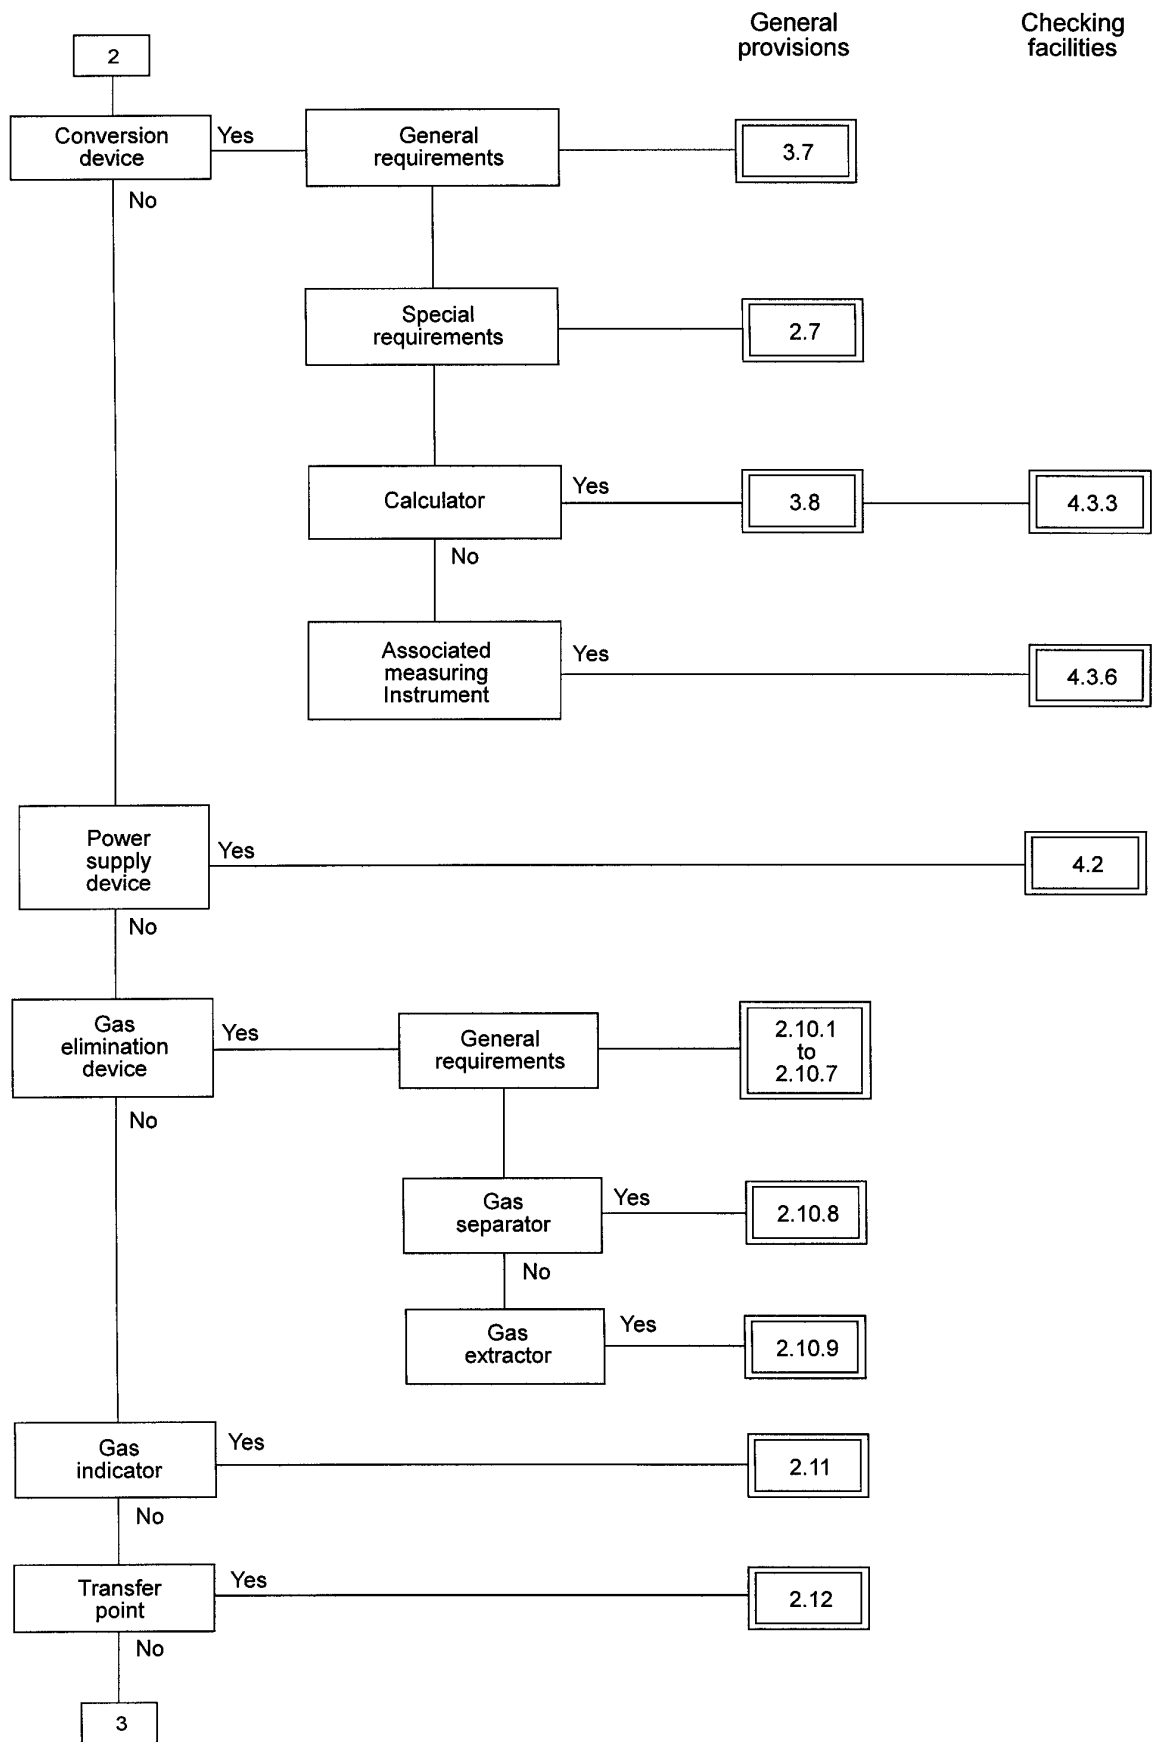 General
provisions
Checking
facilities
2
Conversion
device
Yes
General
requirements
3.7
No
Special
requirements
2.7
Calculator
Yes
3.8
4.3.3
No
Associated
measuring
Instrument
Yes
4.3.6
Power
supply
device
Yes
4.2
No
Gas
elimination
device
Yes
General
requirements
2.10.1
to
2.10.7
No
Gas
separator
Yes
2.10.8
No
Gas
extractor
Yes
2.10.9
Gas
indicator
Yes
2.11
No
Transfer
point
Yes
2.12
No
3